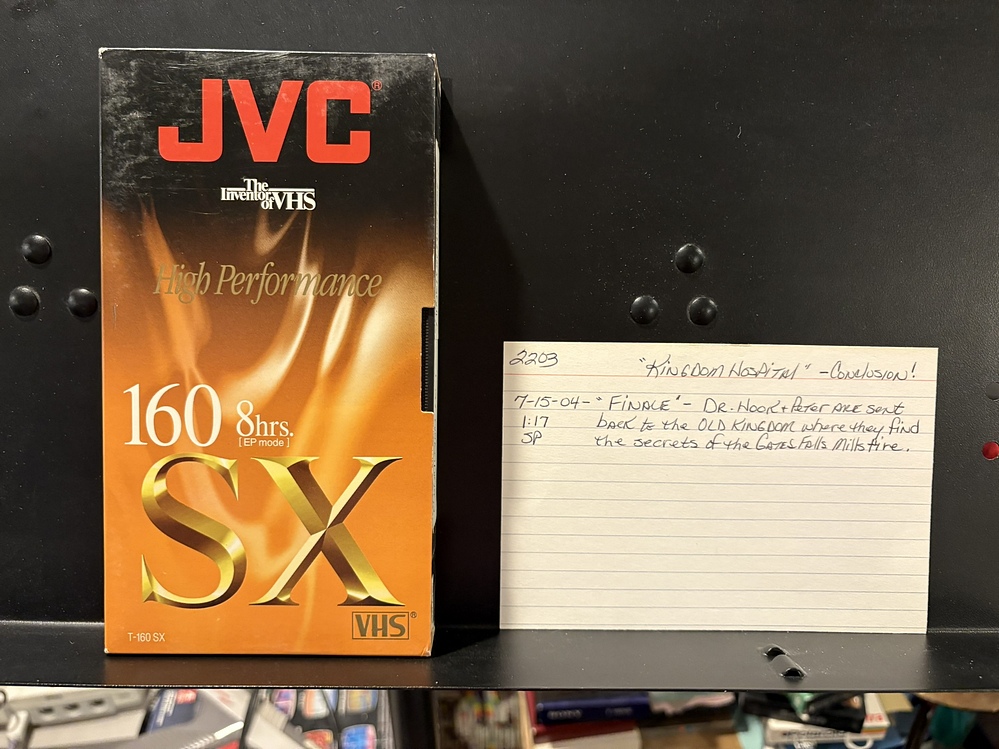 JVC®
The
Inventor
of VHS
High Performance
160 8hrs.
[EP mode]
SX
VHS®
T-160 SX
2203
"KINGDOM HOSPITAL" - CONCLUSION!
7-15-04 - "FINALE" - DR. HOOK & PETER ARE SENT
1:17 BACK to the OLD KINGDOM where they find
SP the secrets of the GATES FALLS Mills fire.